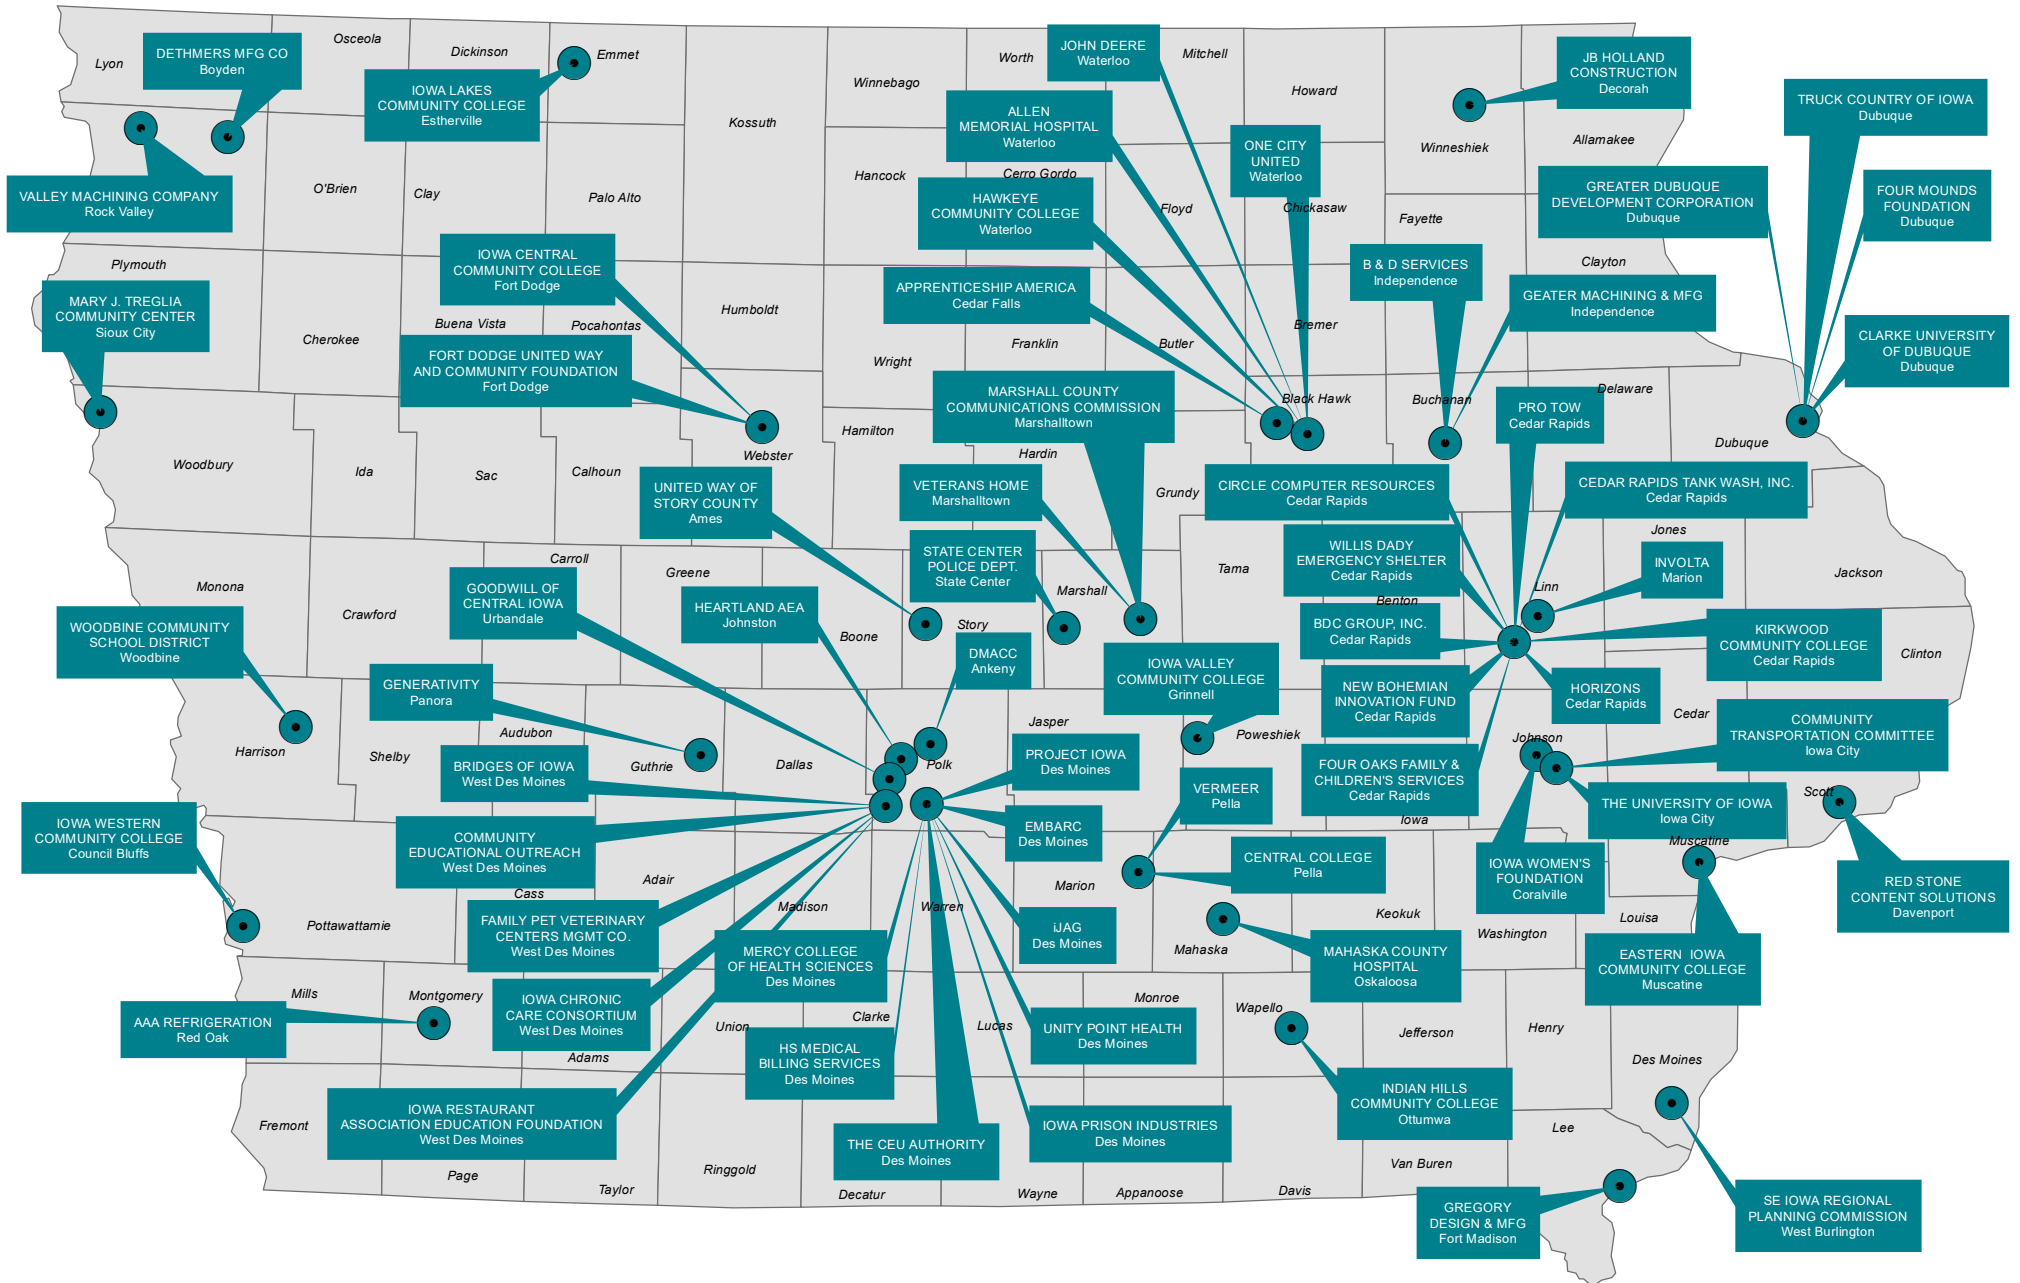 Lyon
Osceola
Dickinson
Emmet
DETHMERS MFG CO
Boyden
IOWA LAKES
COMMUNITY COLLEGE
Estherville
VALLEY MACHINING COMPANY
Rock Valley
O'Brien
Clay
Palo Alto
Kossuth
Winnebago
Worth
Mitchell
Howard
Hancock
Cerro Gordo
JOHN DEERE
Waterloo
ALLEN
MEMORIAL HOSPITAL
Waterloo
HAWKEYE
COMMUNITY COLLEGE
Waterloo
ONE CITY
UNITED
Waterloo
Floyd
Chickasaw
Winneshiek
Allamakee
JB HOLLAND
CONSTRUCTION
Decorah
TRUCK COUNTRY OF IOWA
Dubuque
GREATER DUBUQUE
DEVELOPMENT CORPORATION
Dubuque
FOUR MOUNDS
FOUNDATION
Dubuque
CLARKE UNIVERSITY
OF DUBUQUE
Dubuque
Fayette
Clayton
B & D SERVICES
Independence
GEATER MACHINING & MFG
Independence
Plymouth
MARY J. TREGLIA
COMMUNITY CENTER
Sioux City
Cherokee
Buena Vista
Pocahontas
Humboldt
IOWA CENTRAL
COMMUNITY COLLEGE
Fort Dodge
FORT DODGE UNITED WAY
AND COMMUNITY FOUNDATION
Fort Dodge
Wright
Franklin
Butler
Bremer
APPRENTICESHIP AMERICA
Cedar Falls
MARSHALL COUNTY
COMMUNICATIONS COMMISSION
Marshalltown
Black Hawk
Buchanan
Delaware
Dubuque
PRO TOW
Cedar Rapids
Woodbury
Ida
Sac
Calhoun
Webster
Hamilton
Hardin
Grundy
UNITED WAY OF
STORY COUNTY
Ames
VETERANS HOME
Marshalltown
STATE CENTER
POLICE DEPT.
State Center
CIRCLE COMPUTER RESOURCES
Cedar Rapids
CEDAR RAPIDS TANK WASH, INC.
Cedar Rapids
WILLIS DADY
EMERGENCY SHELTER
Cedar Rapids
INVOLTA
Marion
Jones
Jackson
Linn
Benton
Tama
Marshall
Story
Boone
Greene
Carroll
Crawford
Monona
WOODBINE COMMUNITY
SCHOOL DISTRICT
Woodbine
GOODWILL OF
CENTRAL IOWA
Urbandale
HEARTLAND AEA
Johnston
DMACC
Ankeny
IOWA VALLEY
COMMUNITY COLLEGE
Grinnell
BDC GROUP, INC.
Cedar Rapids
KIRKWOOD
COMMUNITY COLLEGE
Cedar Rapids
NEW BOHEMIAN
INNOVATION FUND
Cedar Rapids
HORIZONS
Cedar Rapids
Clinton
Cedar
COMMUNITY
TRANSPORTATION COMMITTEE
Iowa City
GENERATIVITY
Panora
Harrison
Shelby
Audubon
Guthrie
Dallas
Polk
Jasper
Poweshiek
Johnson
Iowa
Scott
BRIDGES OF IOWA
West Des Moines
PROJECT IOWA
Des Moines
VERMEER
Pella
FOUR OAKS FAMILY &
CHILDREN'S SERVICES
Cedar Rapids
THE UNIVERSITY OF IOWA
Iowa City
IOWA WESTERN
COMMUNITY COLLEGE
Council Bluffs
COMMUNITY
EDUCATIONAL OUTREACH
West Des Moines
EMBARC
Des Moines
CENTRAL COLLEGE
Pella
IOWA WOMEN'S
FOUNDATION
Coralville
Muscatine
RED STONE
CONTENT SOLUTIONS
Davenport
Pottawattamie
Cass
Adair
Madison
Warren
Marion
Mahaska
Keokuk
Washington
Louisa
FAMILY PET VETERINARY
CENTERS MGMT CO.
West Des Moines
MERCY COLLEGE
OF HEALTH SCIENCES
Des Moines
iJAG
Des Moines
MAHASKA COUNTY
HOSPITAL
Oskaloosa
EASTERN IOWA
COMMUNITY COLLEGE
Muscatine
Mills
Montgomery
AAA REFRIGERATION
Red Oak
IOWA CHRONIC
CARE CONSORTIUM
West Des Moines
Adams
Union
Clarke
Lucas
Monroe
Wapello
Jefferson
Henry
Des Moines
HS MEDICAL
BILLING SERVICES
Des Moines
UNITY POINT HEALTH
Des Moines
INDIAN HILLS
COMMUNITY COLLEGE
Ottumwa
Fremont
Page
Taylor
Ringgold
Decatur
Wayne
Appanoose
Davis
Van Buren
Lee
IOWA RESTAURANT
ASSOCIATION EDUCATION FOUNDATION
West Des Moines
THE CEU AUTHORITY
Des Moines
IOWA PRISON INDUSTRIES
Des Moines
GREGORY
DESIGN & MFG
Fort Madison
SE IOWA REGIONAL
PLANNING COMMISSION
West Burlington